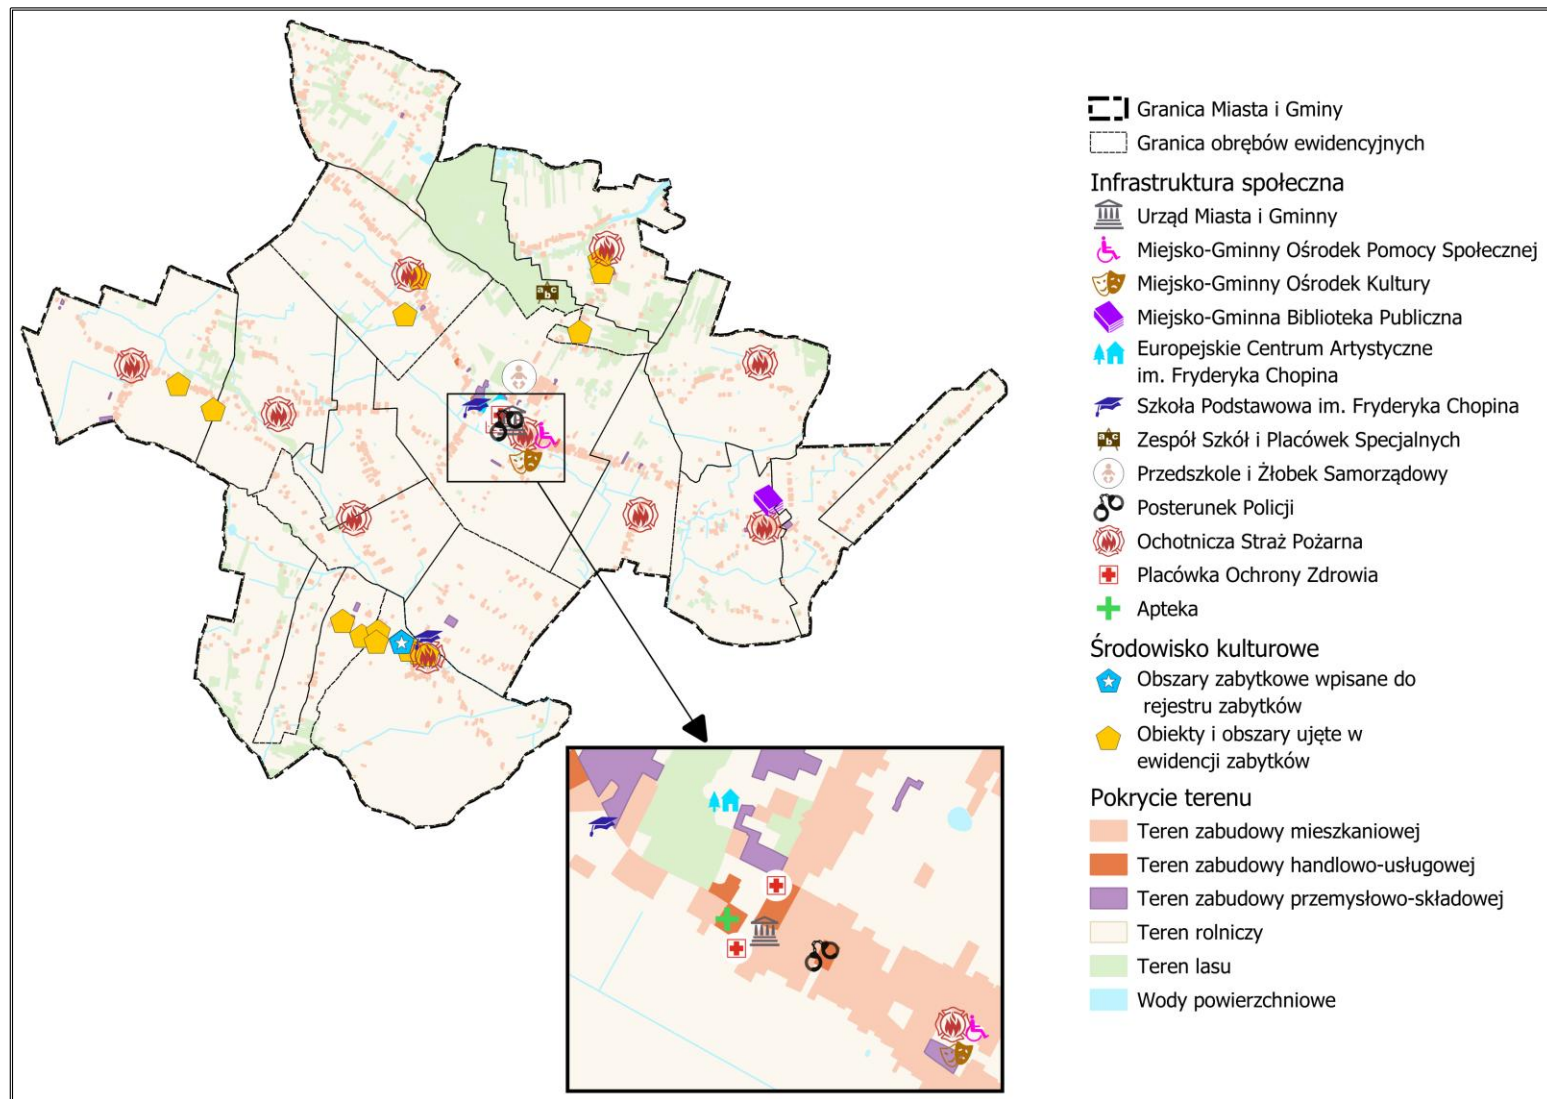 Granica Miasta i Gminy
Granica obrębów ewidencyjnych
Infrastruktura społeczna
Urząd Miasta i Gminny
Miejsko-Gminny Ośrodek Pomocy Społecznej
Miejsko-Gminny Ośrodek Kultury
Miejsko-Gminna Biblioteka Publiczna
Europejskie Centrum Artystyczne
im. Fryderyka Chopina
Szkoła Podstawowa im. Fryderyka Chopina
Zespół Szkół i Placówek Specjalnych
Przedszkole i Żłobek Samorządowy
Posterunek Policji
Ochotnicza Straż Pożarna
Placówka Ochrony Zdrowia
Apteka
Środowisko kulturowe
Obszary zabytkowe wpisane do
rejestru zabytków
Obiekty i obszary ujęte w
ewidencji zabytków
Pokrycie terenu
Teren zabudowy mieszkaniowej
Teren zabudowy handlowo-usługowej
Teren zabudowy przemysłowo-składowej
Teren rolniczy
Teren lasu
Wody powierzchniowe